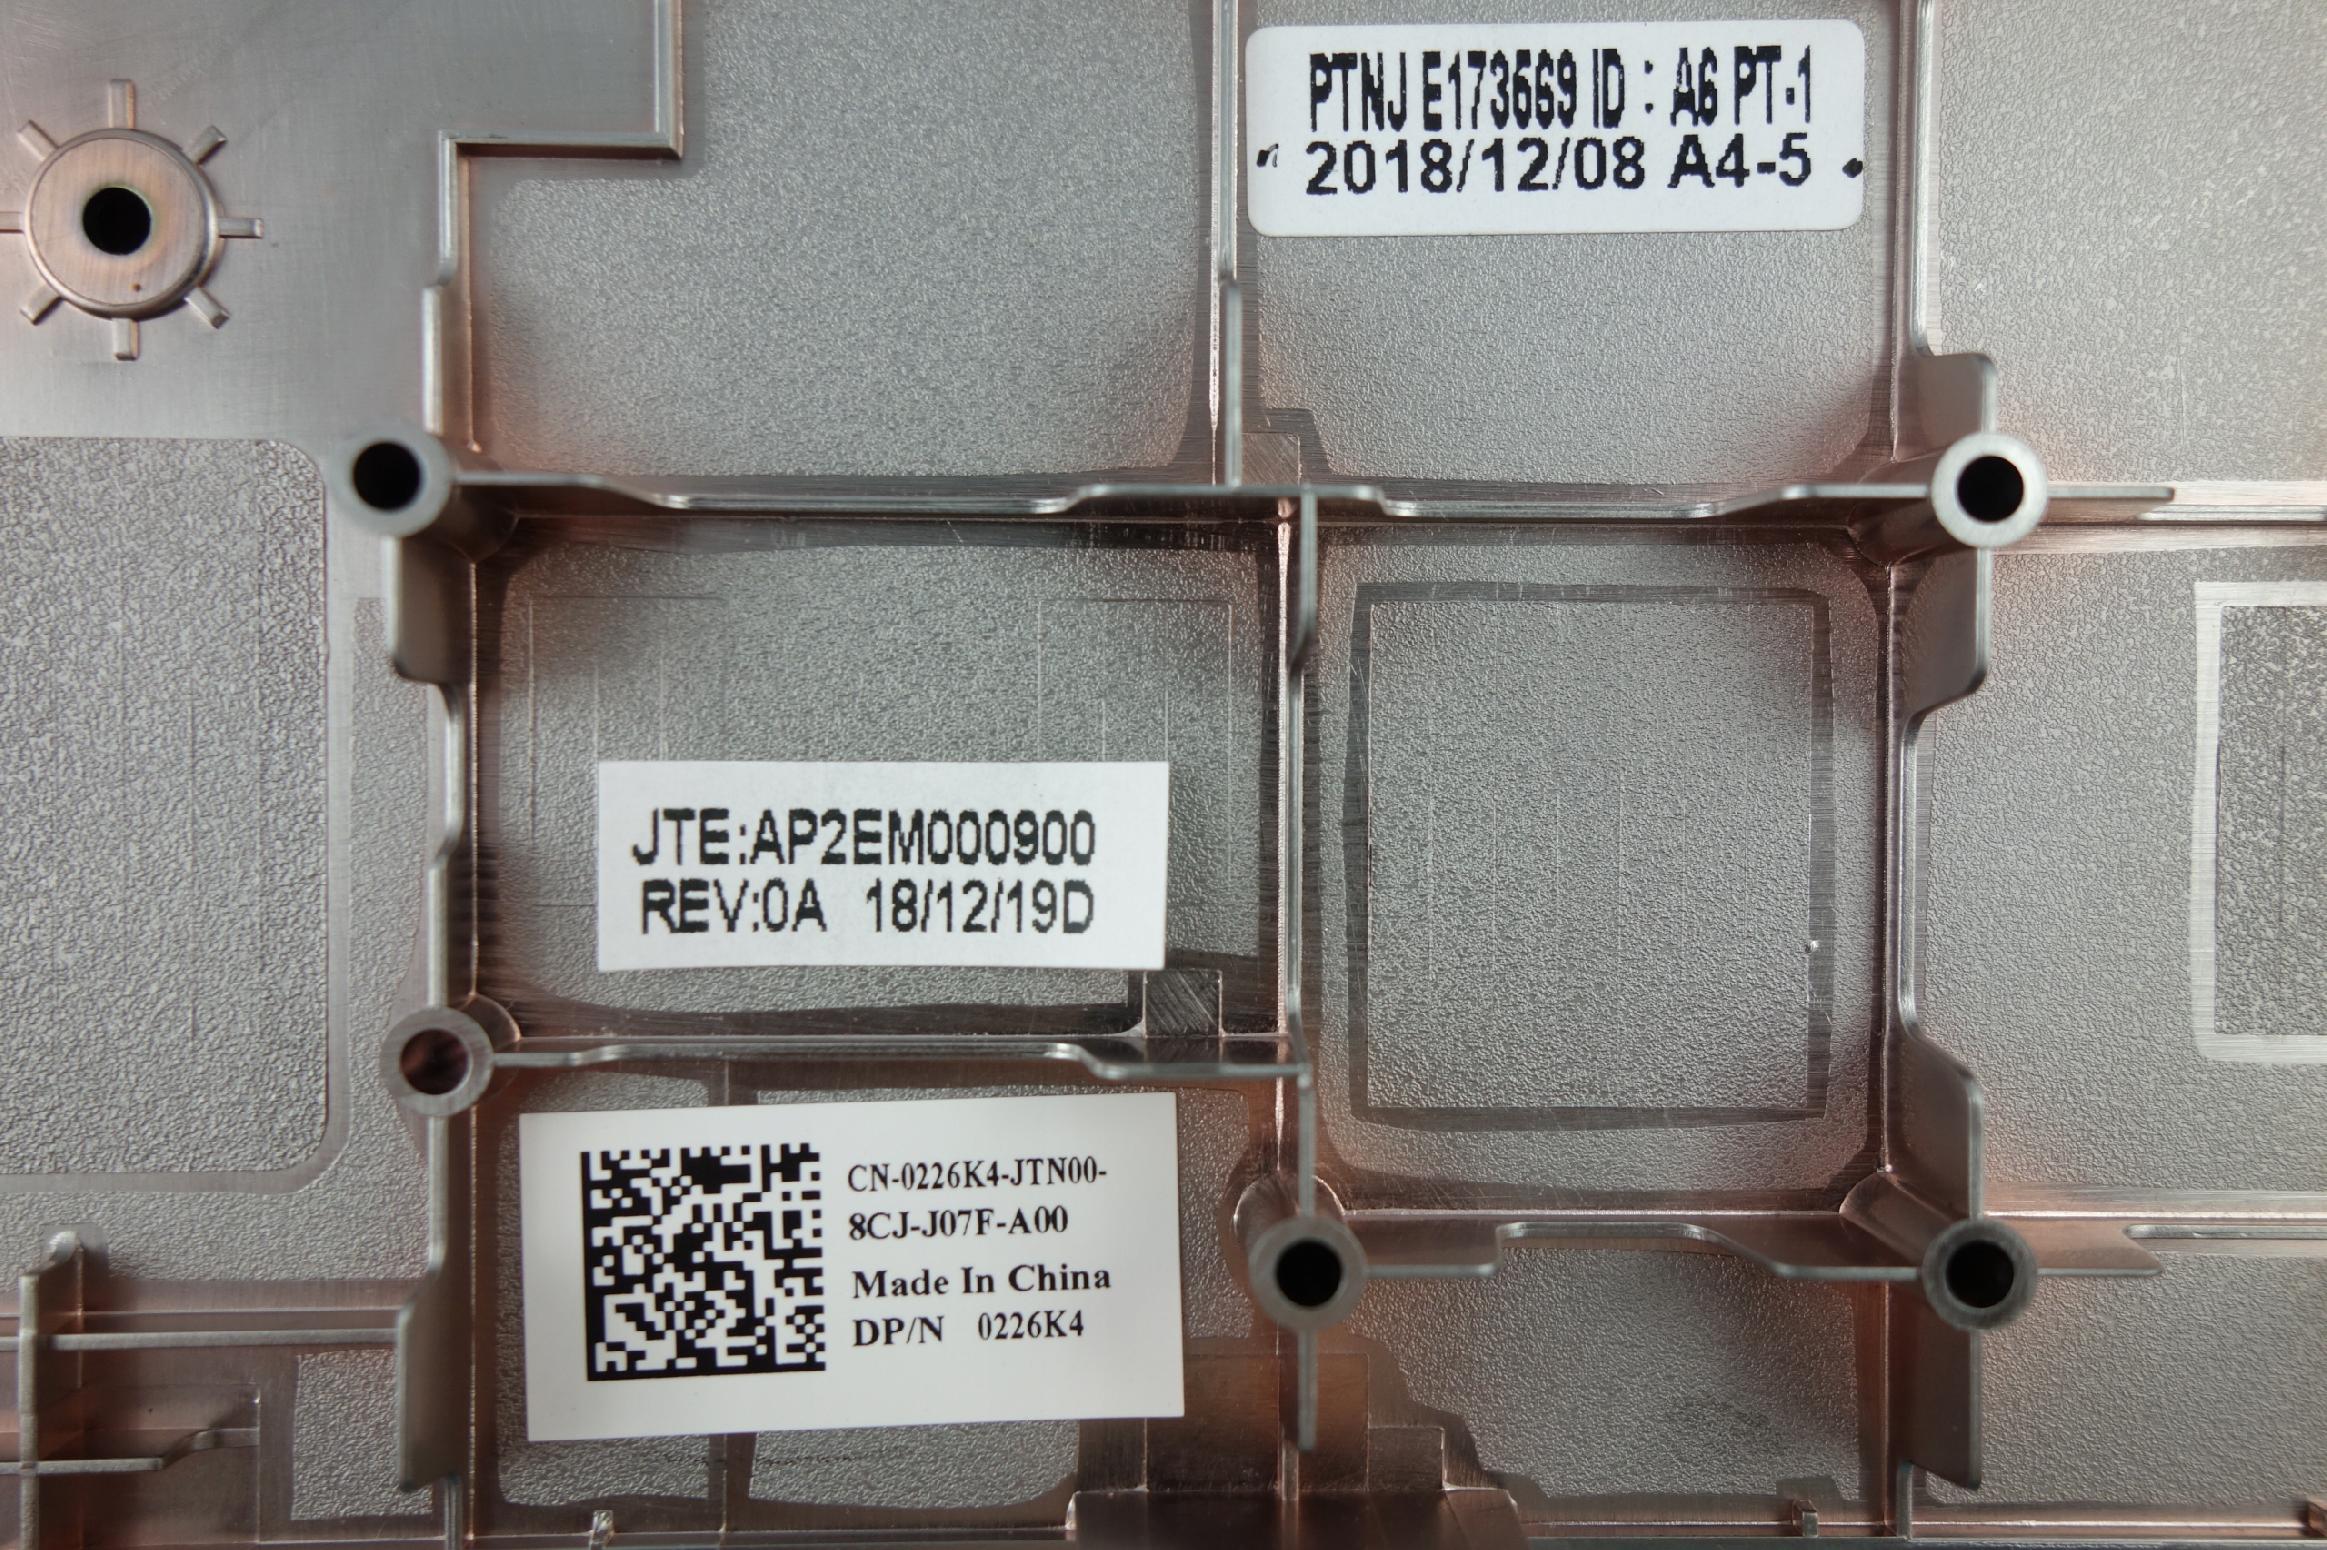 PTNJ E173669 ID : A6 PT-1
2018/12/08 A4-5
JTE:AP2EM000900
REV:0A 18/12/19D
CN-0226K4-JTN00-
8CJ-J07F-A00
Made In China
DP/N 0226K4